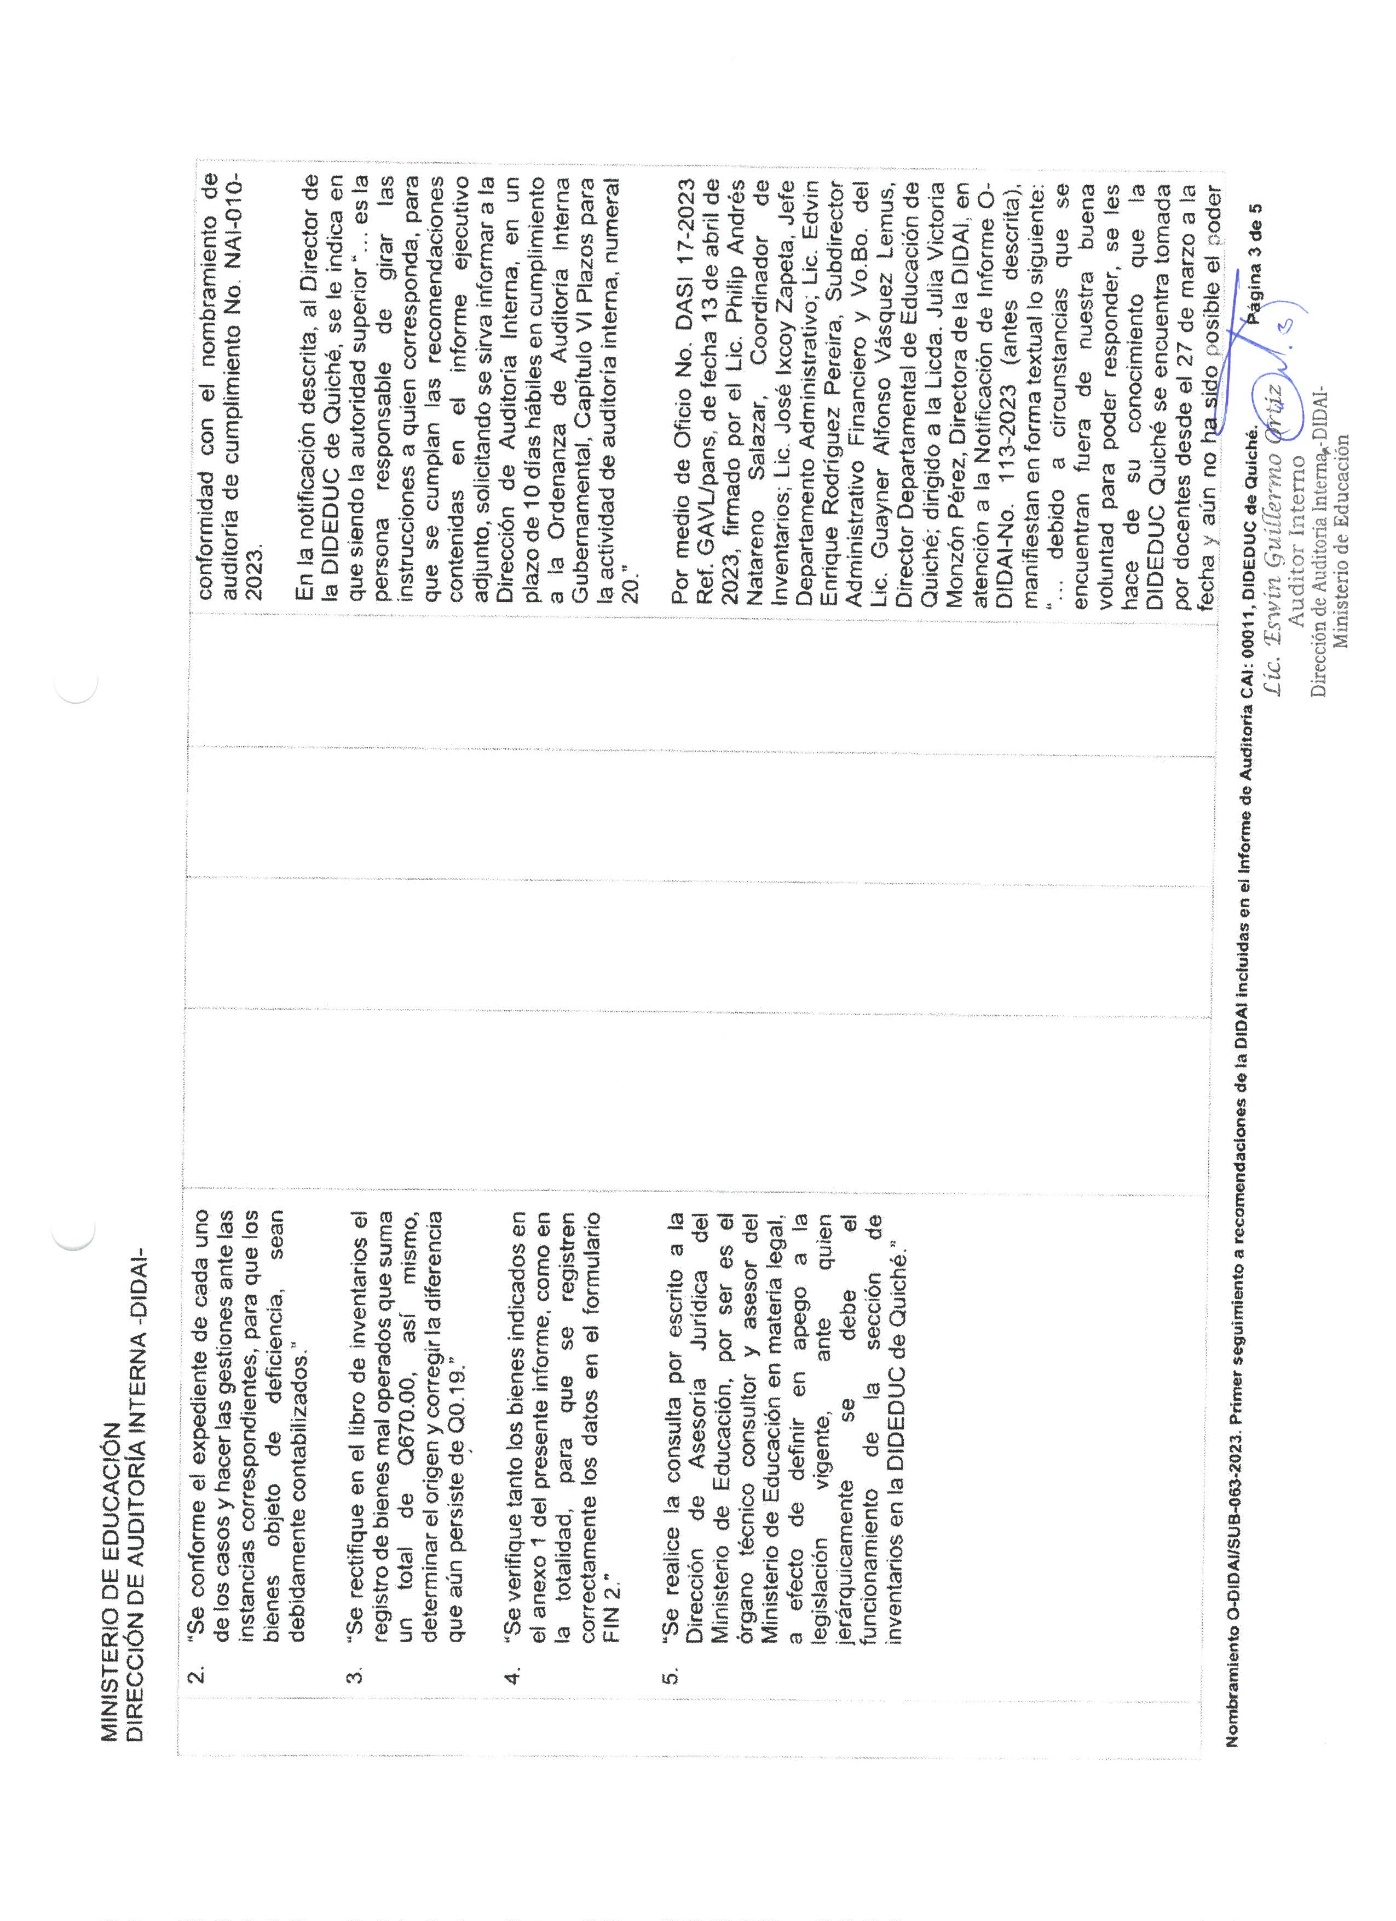 MINISTERIO DE EDUCACIÓN
DIRECCIÓN DE AUDITORÍA INTERNA -DIDAI-
2. "Se conforme el expediente de cada uno
de los casos y hacer las gestiones ante las
instancias correspondientes, para que los
bienes objeto de deficiencia, sean
debidamente contabilizados."
3. "Se rectifique en el libro de inventarios el
registro de bienes mal operados que suma
un total de Q670.00, así mismo,
determinar el origen y corregir la diferencia
que aún persiste de Q0.19."
4. "Se verifique tanto los bienes indicados en
el anexo 1 del presente informe, como en
la totalidad, para que se registren
correctamente los datos en el formulario
FIN 2."
5. "Se realice la consulta por escrito a la
Dirección de Asesoría Jurídica del
Ministerio de Educación, por ser es el
órgano técnico consultor y asesor del
Ministerio de Educación en materia legal,
a efecto de definir en apego a la
legislación vigente, ante quien
jerárquicamente se debe el
funcionamiento de la sección de
inventarios en la DIDEDUC de Quiché."
conformidad con el nombramiento de
auditoría de cumplimiento No. NAI-010-
2023.
En la notificación descrita, al Director de
la DIDEDUC de Quiché, se le indica en
que siendo la autoridad superior "... es la
persona responsable de girar las
instrucciones a quien corresponda, para
que se cumplan las recomendaciones
contenidas en el informe ejecutivo
adjunto, solicitando se sirva informar a la
Dirección de Auditoría Interna, en un
plazo de 10 días hábiles en cumplimiento
a la Ordenanza de Auditoría Interna
Gubernamental, Capítulo VI Plazos para
la actividad de auditoría interna, numeral
20."
Por medio de Oficio No. DASI 17-2023
Ref. GAVL/pans, de fecha 13 de abril de
2023, firmado por el Lic. Philip Andrés
Natareno Salazar, Coordinador de
Inventarios; Lic. José Ixcoy Zapeta, Jefe
Departamento Administrativo; Lic. Edvin
Enrique Rodríguez Pereira, Subdirector
Administrativo Financiero y Vo.Bo. del
Lic. Guayner Alfonso Vásquez Lemus,
Director Departamental de Educación de
Quiché; dirigido a la Licda. Julia Victoria
Monzón Pérez, Directora de la DIDAI, en
atención a la Notificación de Informe O-
DIDAI-No. 113-2023 (antes descrita),
manifiestan en forma textual lo siguiente:
"... debido a circunstancias que se
encuentran fuera de nuestra buena
voluntad para poder responder, se les
hace de su conocimiento que la
DIDEDUC Quiché se encuentra tomada
por docentes desde el 27 de marzo a la
fecha y aún no ha sido posible el poder
Nombramiento O-DIDAI/SUB-063-2023. Primer seguimiento a recomendaciones de la DIDAI incluidas en el Informe de Auditoría CAI: 00011, DIDEDUC de Quiché. Página 3 de 5
Lic. Eswin Guillermo Ortiz
Auditor Interno
Dirección de Auditoría Interna -DIDAI-
Ministerio de Educación